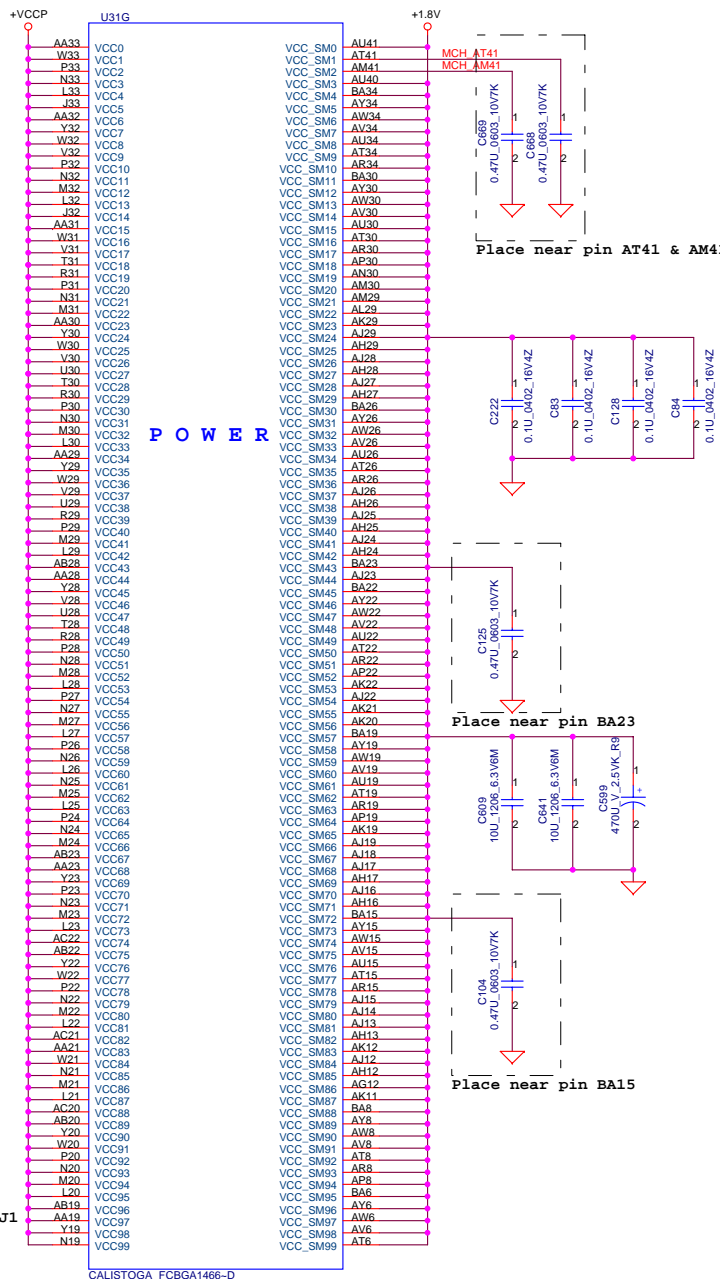 +VCCP U31G +1.8V
AA33 VCC0 VCC_SM0 AU41
W33 VCC1 VCC_SM1 AT41 MCH_AT41
P33 VCC2 VCC_SM2 AM41 MCH_AM41
N33 VCC3 VCC_SM3 AU40
L33 VCC4 VCC_SM4 BA34
J33 VCC5 VCC_SM5 AY34
AA32 VCC6 VCC_SM6 AW34
Y32 VCC7 VCC_SM7 AV34
W32 VCC8 VCC_SM8 AU34
V32 VCC9 VCC_SM9 AT34
P32 VCC10 VCC_SM10 AR34
N32 VCC11 VCC_SM11 BA30
M32 VCC12 VCC_SM12 AY30
L32 VCC13 VCC_SM13 AW30
J32 VCC14 VCC_SM14 AV30
AA31 VCC15 VCC_SM15 AU30
W31 VCC16 VCC_SM16 AT30
V31 VCC17 VCC_SM17 AR30
T31 VCC18 VCC_SM18 AP30
R31 VCC19 VCC_SM19 AN30
P31 VCC20 VCC_SM20 AM30
N31 VCC21 VCC_SM21 AM29
M31 VCC22 VCC_SM22 AL29
AA30 VCC23 VCC_SM23 AK29
Y30 VCC24 VCC_SM24 AJ29
W30 VCC25 VCC_SM25 AH29
V30 VCC26 VCC_SM26 AJ28
U30 VCC27 VCC_SM27 AH28
T30 VCC28 VCC_SM28 AJ27
R30 VCC29 VCC_SM29 AH27
P30 VCC30 VCC_SM30 BA26
N30 VCC31 VCC_SM31 AY26
M30 VCC32 VCC_SM32 AW26
L30 VCC33 VCC_SM33 AV26
AA29 VCC34 VCC_SM34 AU26
Y29 VCC35 VCC_SM35 AT26
W29 VCC36 VCC_SM36 AR26
V29 VCC37 VCC_SM37 AJ26
U29 VCC38 VCC_SM38 AH26
R29 VCC39 VCC_SM39 AJ25
P29 VCC40 VCC_SM40 AH25
M29 VCC41 VCC_SM41 AJ24
L29 VCC42 VCC_SM42 AH24
AB28 VCC43 VCC_SM43 BA23
AA28 VCC44 VCC_SM44 AJ23
Y28 VCC45 VCC_SM45 BA22
V28 VCC46 VCC_SM46 AY22
U28 VCC47 VCC_SM47 AW22
T28 VCC48 VCC_SM48 AV22
R28 VCC49 VCC_SM49 AU22
P28 VCC50 VCC_SM50 AT22
N28 VCC51 VCC_SM51 AR22
M28 VCC52 VCC_SM52 AP22
L28 VCC53 VCC_SM53 AK22
P27 VCC54 VCC_SM54 AJ22
N27 VCC55 VCC_SM55 AK21
M27 VCC56 VCC_SM56 AK20
L27 VCC57 VCC_SM57 BA19
P26 VCC58 VCC_SM58 AY19
N26 VCC59 VCC_SM59 AW19
L26 VCC60 VCC_SM60 AV19
N25 VCC61 VCC_SM61 AU19
M25 VCC62 VCC_SM62 AT19
L25 VCC63 VCC_SM63 AR19
P24 VCC64 VCC_SM64 AP19
N24 VCC65 VCC_SM65 AK19
M24 VCC66 VCC_SM66 AJ19
AB23 VCC67 VCC_SM67 AJ18
AA23 VCC68 VCC_SM68 AJ17
Y23 VCC69 VCC_SM69 AH17
P23 VCC70 VCC_SM70 AJ16
N23 VCC71 VCC_SM71 AH16
M23 VCC72 VCC_SM72 BA15
L23 VCC73 VCC_SM73 AY15
AC22 VCC74 VCC_SM74 AW15
AB22 VCC75 VCC_SM75 AV15
Y22 VCC76 VCC_SM76 AU15
W22 VCC77 VCC_SM77 AT15
P22 VCC78 VCC_SM78 AR15
N22 VCC79 VCC_SM79 AJ15
M22 VCC80 VCC_SM80 AJ14
L22 VCC81 VCC_SM81 AJ13
AC21 VCC82 VCC_SM82 AH13
AA21 VCC83 VCC_SM83 AK12
W21 VCC84 VCC_SM84 AJ12
N21 VCC85 VCC_SM85 AH12
M21 VCC86 VCC_SM86 AG12
L21 VCC87 VCC_SM87 AK11
AC20 VCC88 VCC_SM88 BA8
AB20 VCC89 VCC_SM89 AY8
Y20 VCC90 VCC_SM90 AW8
W20 VCC91 VCC_SM91 AV8
P20 VCC92 VCC_SM92 AT8
N20 VCC93 VCC_SM93 AR8
M20 VCC94 VCC_SM94 AP8
L20 VCC95 VCC_SM95 BA6
AB19 VCC96 VCC_SM96 AY6
AA19 VCC97 VCC_SM97 AW6
Y19 VCC98 VCC_SM98 AV6
N19 VCC99 VCC_SM99 AT6
P O W E R
J1
CALISTOGA_FCBGA1466~D
C669
0.47U_0603_10V7K
1
2
C668
0.47U_0603_10V7K
1
2
Place near pin AT41 & AM41
C222
0.1U_0402_16V4Z
1
2
C83
0.1U_0402_16V4Z
1
2
C128
0.1U_0402_16V4Z
1
2
C84
0.1U_0402_16V4Z
1
2
C125
0.47U_0603_10V7K
1
2
Place near pin BA23
C609
10U_1206_6.3V6M
1
2
C641
10U_1206_6.3V6M
1
2
C599
470U_V_2.5VK_R9
1
+
2
C104
0.47U_0603_10V7K
1
2
Place near pin BA15